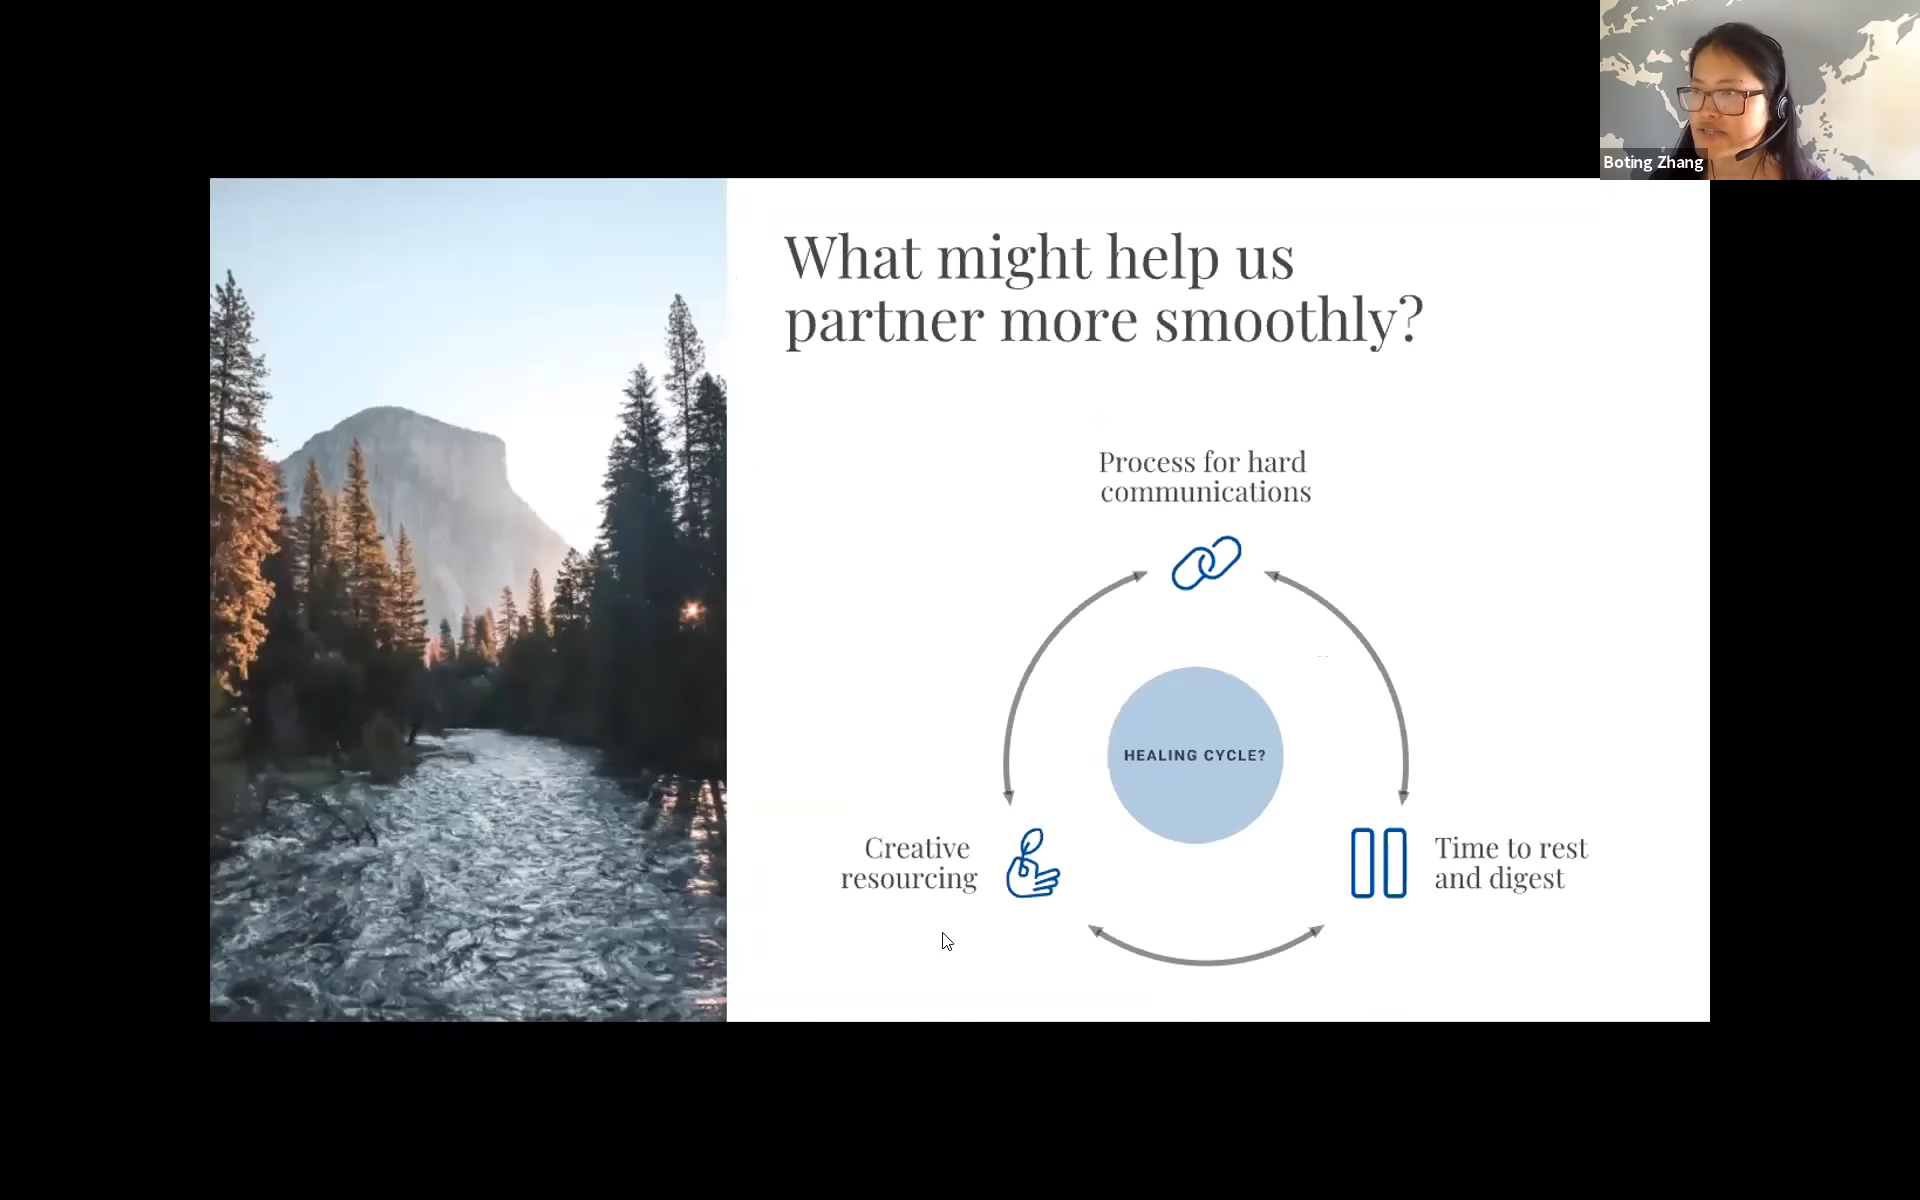 Boting Zhang
What might help us
partner more smoothly?
Process for hard
communications
HEALING CYCLE?
Creative
resourcing
Time to rest
and digest